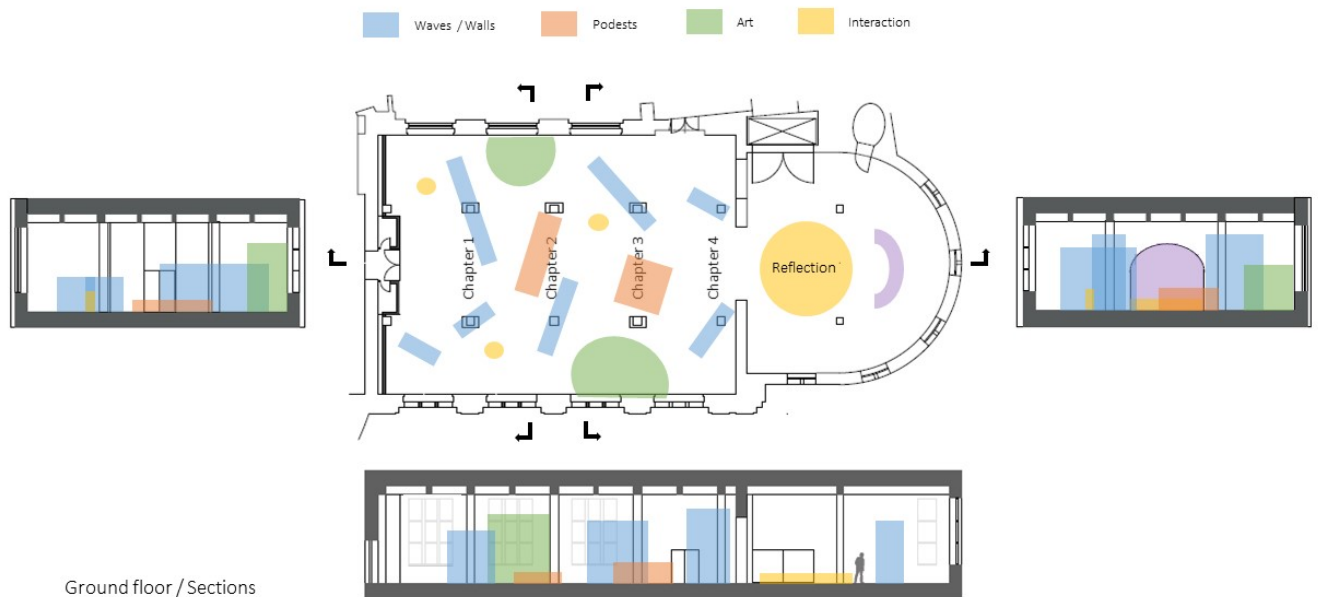 Waves / Walls
Podests
Art
Interaction
Chapter 1
Chapter 2
Chapter 3
Chapter 4
Reflection
Ground floor / Sections